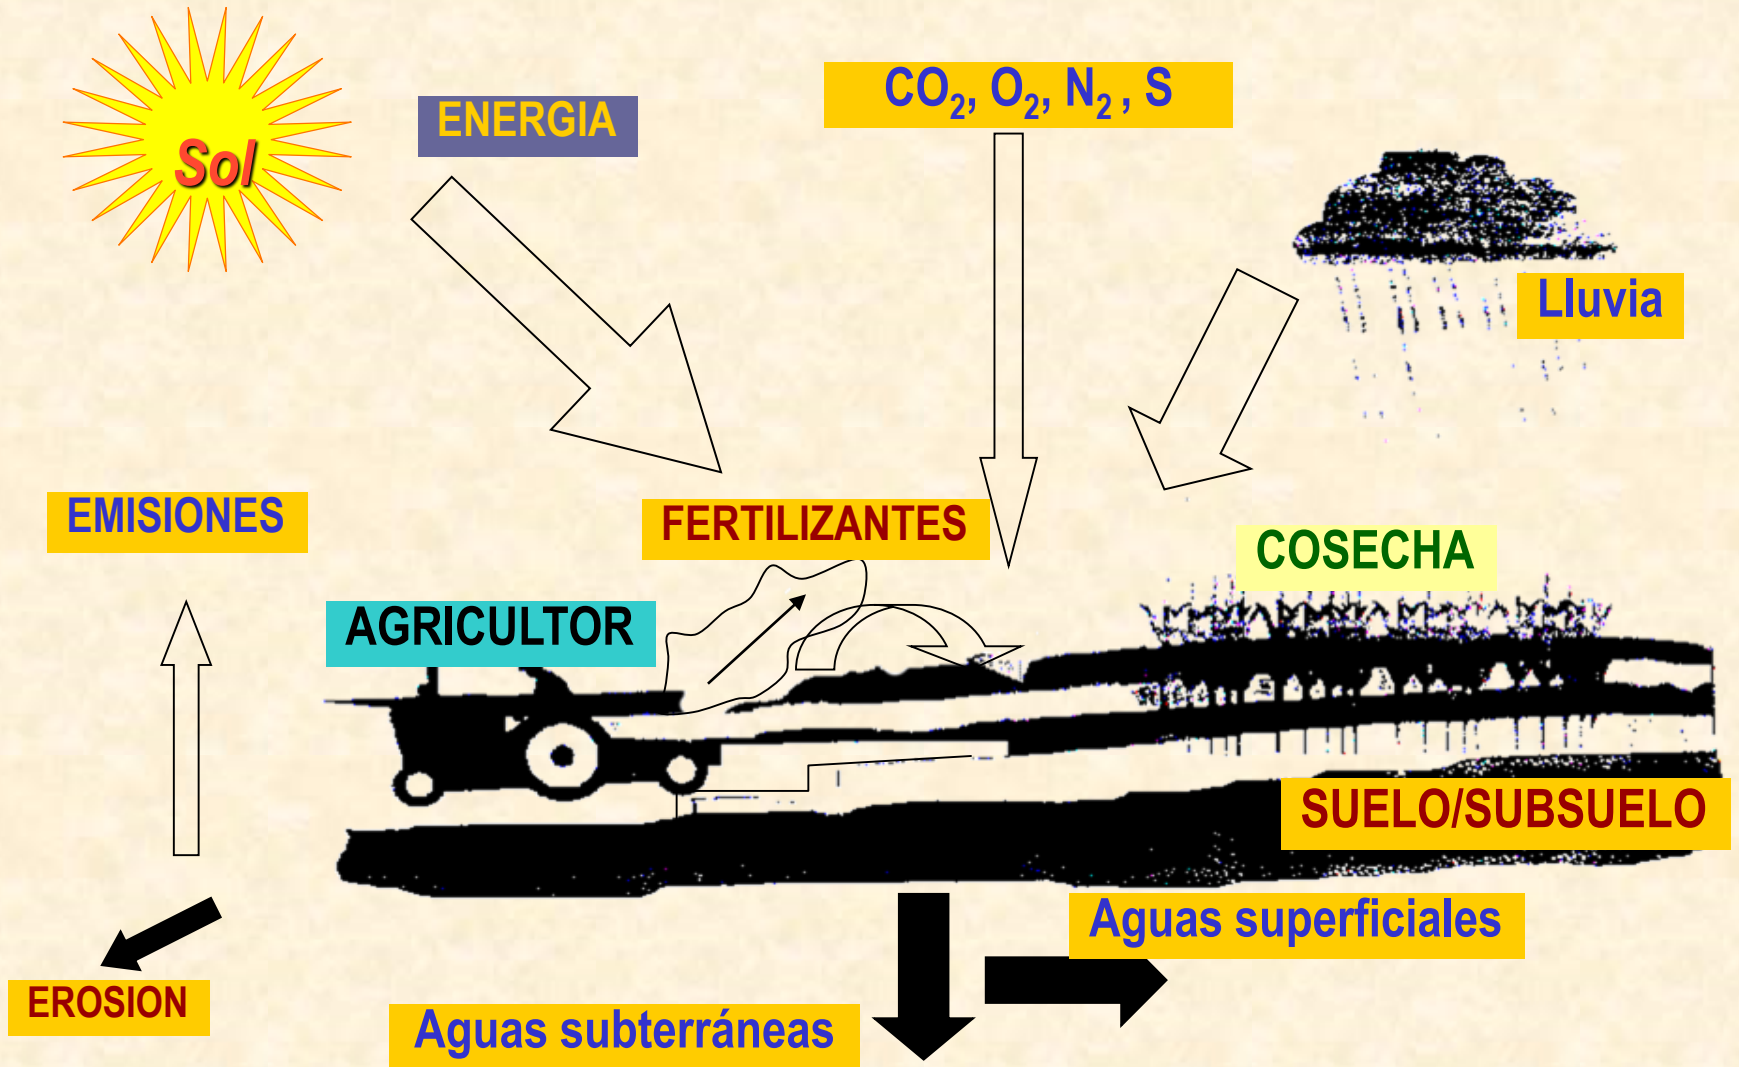 CO₂, O₂, N₂ , S
ENERGIA
Sol
Lluvia
EMISIONES
FERTILIZANTES
COSECHA
AGRICULTOR
SUELO/SUBSUELO
Aguas superficiales
EROSION
Aguas subterráneas